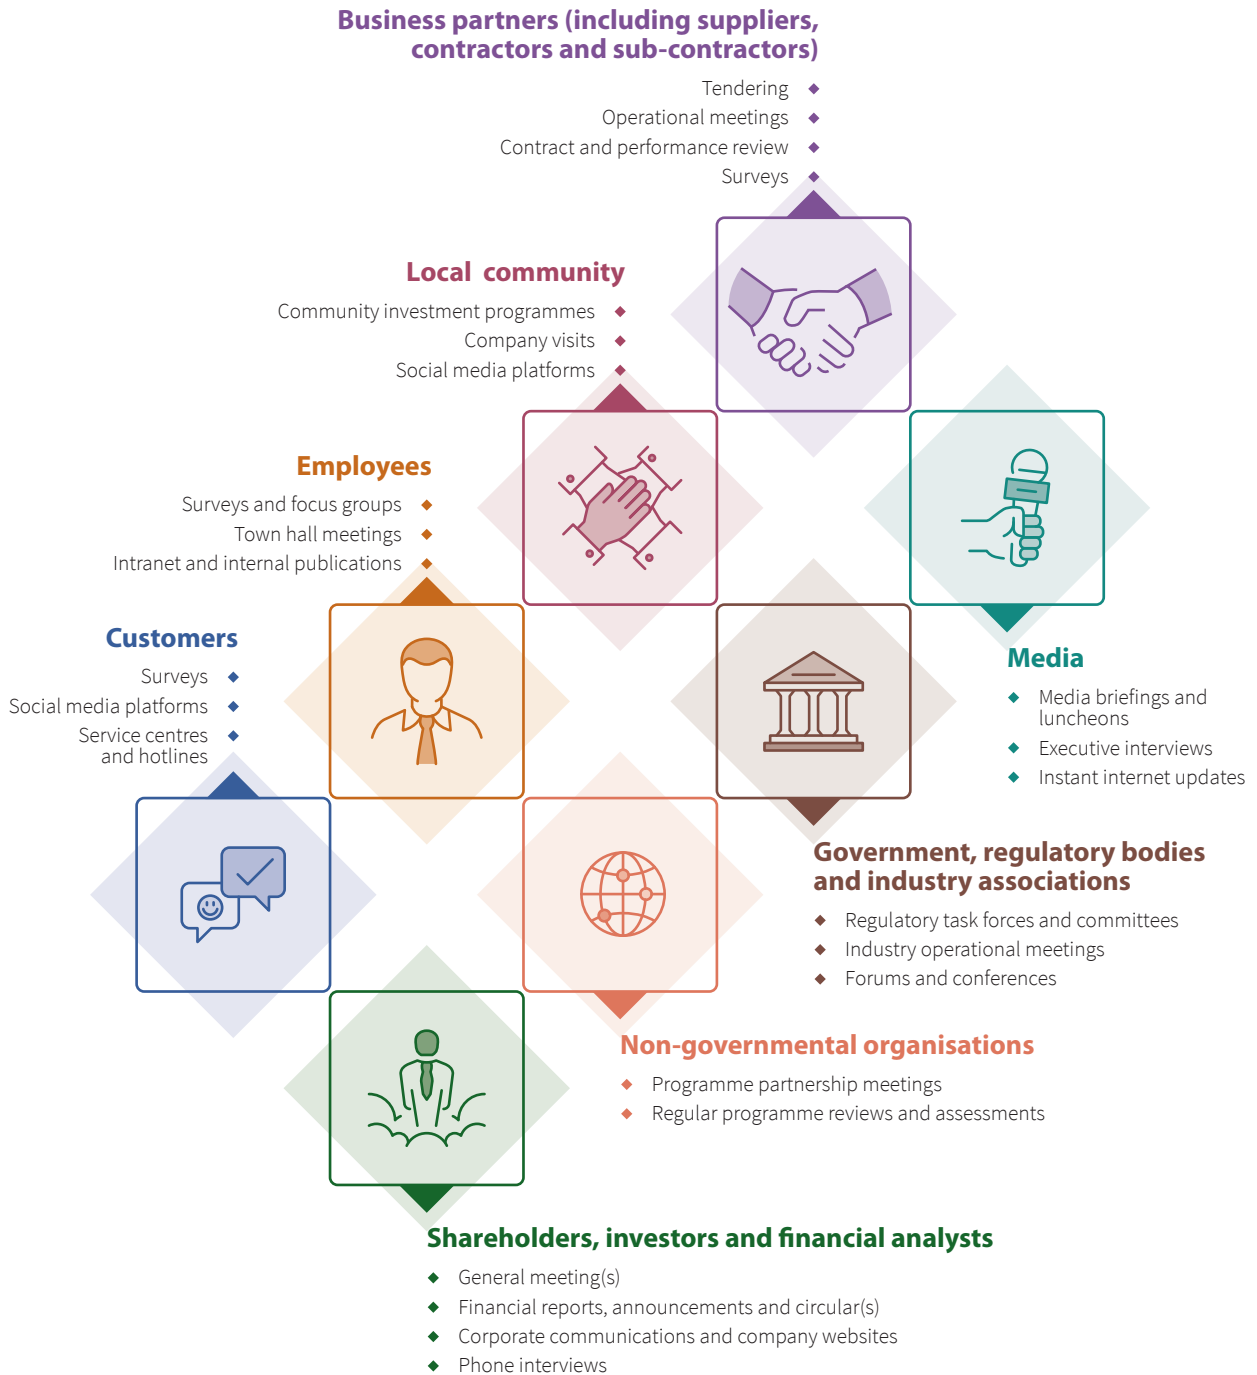 Business partners (including suppliers,
contractors and sub-contractors)
Tendering
Operational meetings
Contract and performance review
Surveys
Local community
Community investment programmes
Company visits
Social media platforms
Employees
Surveys and focus groups
Town hall meetings
Intranet and internal publications
Customers
Surveys
Social media platforms
Service centres
and hotlines
Media
Media briefings and
luncheons
Executive interviews
Instant internet updates
Government, regulatory bodies
and industry associations
Regulatory task forces and committees
Industry operational meetings
Forums and conferences
Non-governmental organisations
Programme partnership meetings
Regular programme reviews and assessments
Shareholders, investors and financial analysts
General meeting(s)
Financial reports, announcements and circular(s)
Corporate communications and company websites
Phone interviews